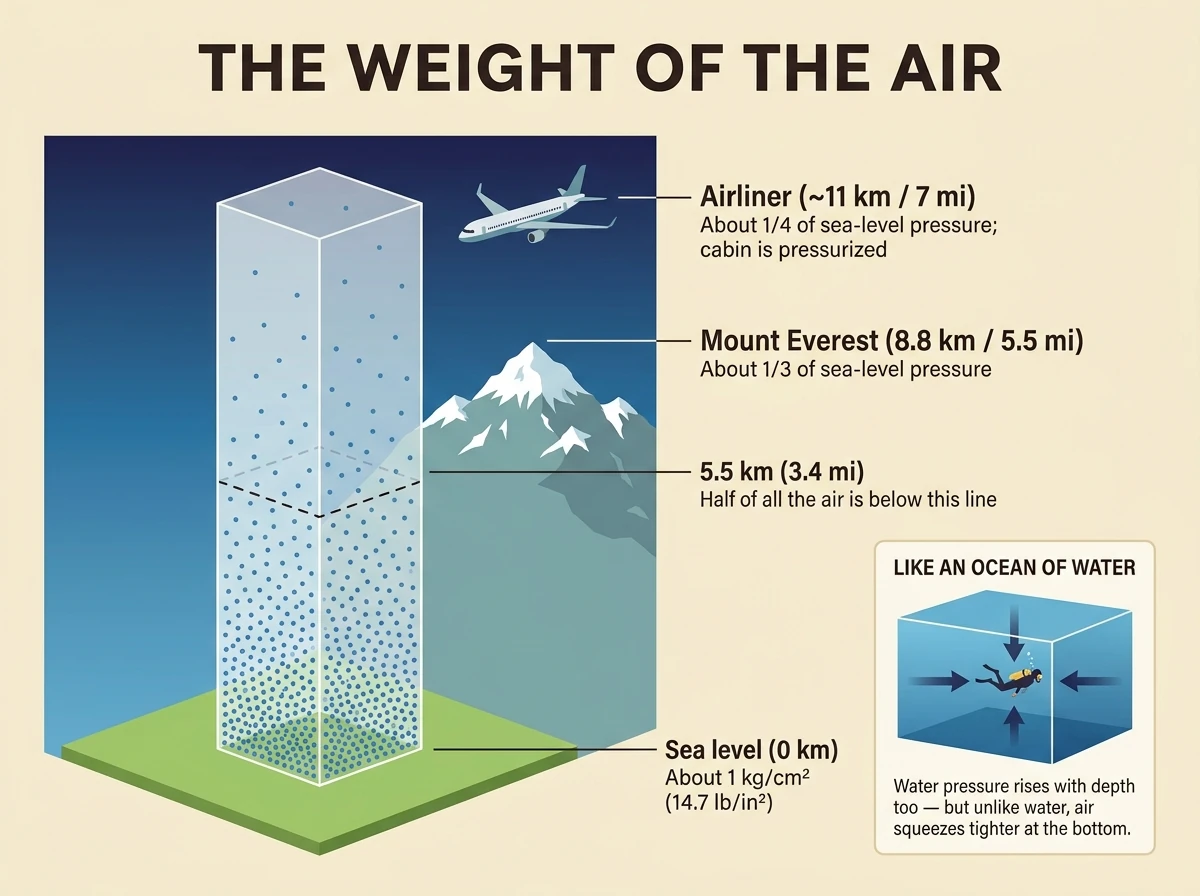 THE WEIGHT OF THE AIR
Airliner (~11 km / 7 mi)
About 1/4 of sea-level pressure;
cabin is pressurized
Mount Everest (8.8 km / 5.5 mi)
About 1/3 of sea-level pressure
5.5 km (3.4 mi)
Half of all the air is below this line
Sea level (0 km)
About 1 kg/cm²
(14.7 lb/in²)
LIKE AN OCEAN OF WATER
Water pressure rises with depth
too — but unlike water, air
squeezes tighter at the bottom.